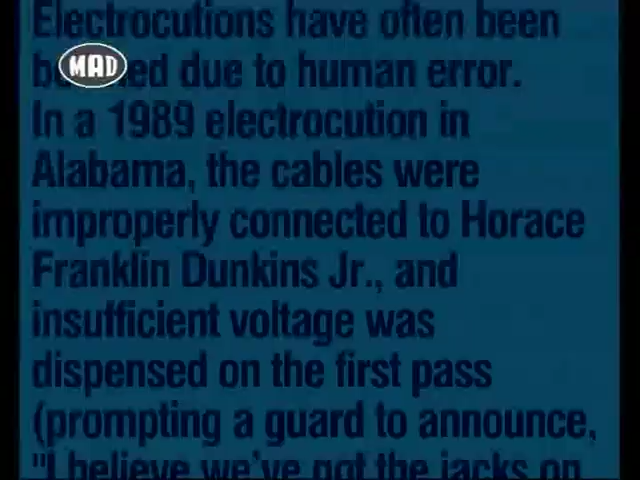 Electrocutions have often been
b ed due to human error.
MAD
In a 1989 electrocution in
Alabama, the cables were
improperly connected to Horace
Franklin Dunkins Jr., and
insufficient voltage was
dispensed on the first pass
(prompting a guard to announce,
"I believe we've got the jacks on